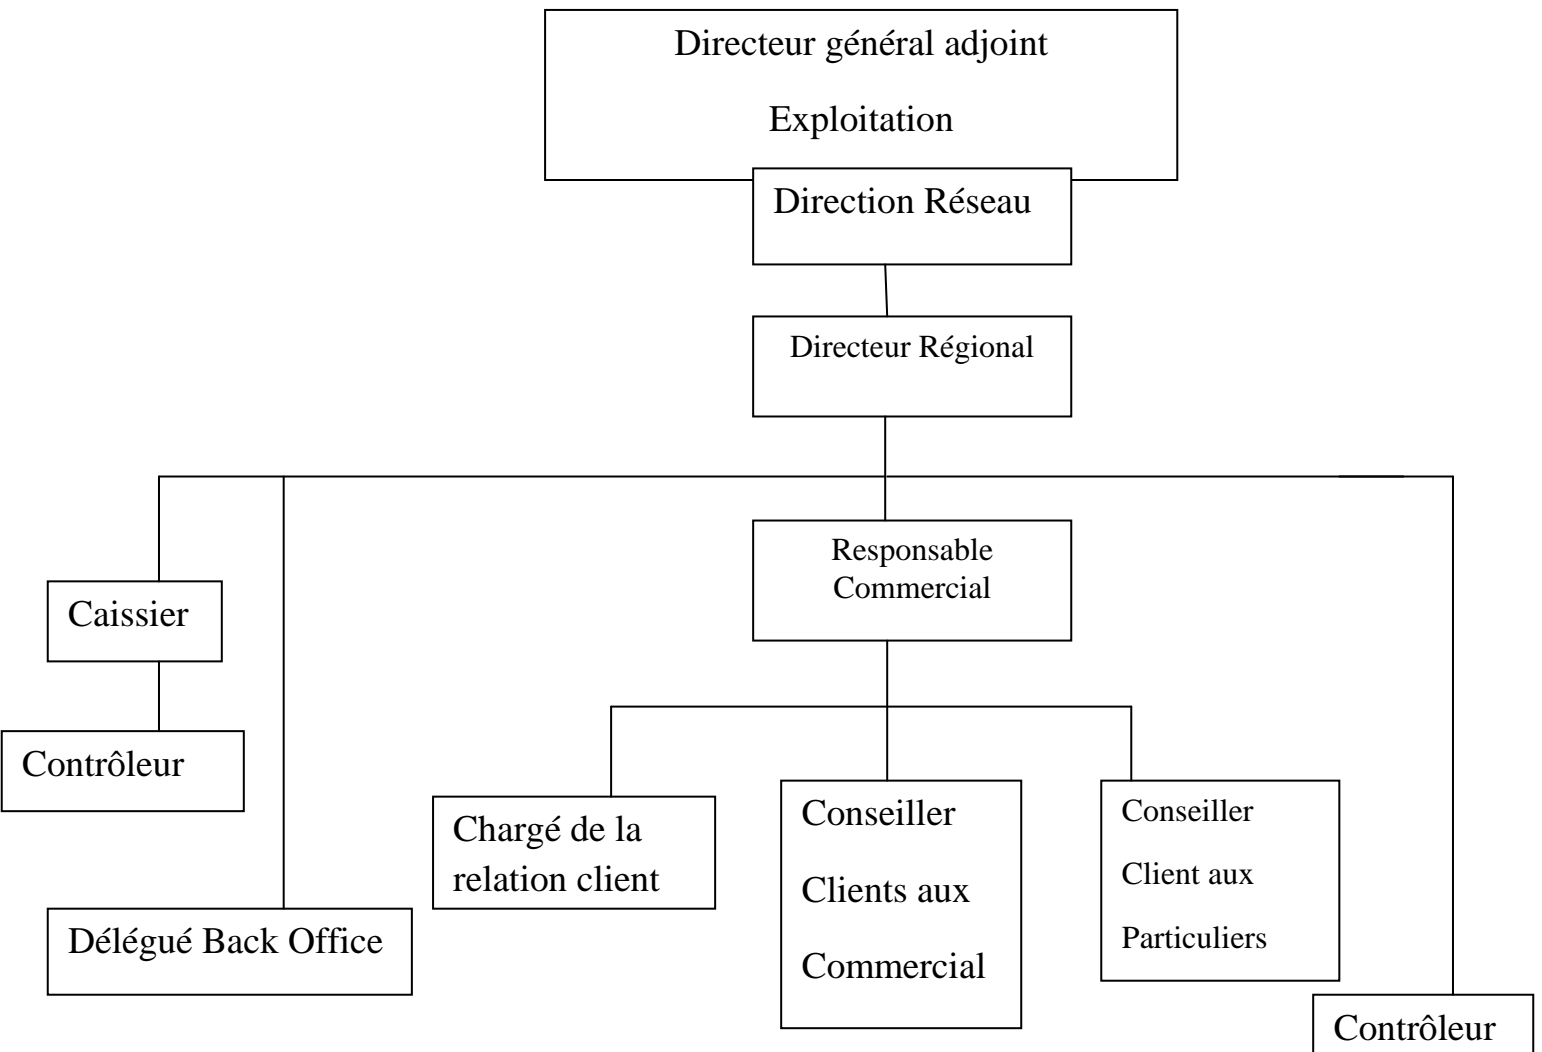 Directeur général adjoint
Exploitation
Direction Réseau
Directeur Régional
Responsable
Commercial
Caissier
Contrôleur
Chargé de la
relation client
Conseiller
Clients aux
Commercial
Conseiller
Client aux
Particuliers
Délégué Back Office
Contrôleur